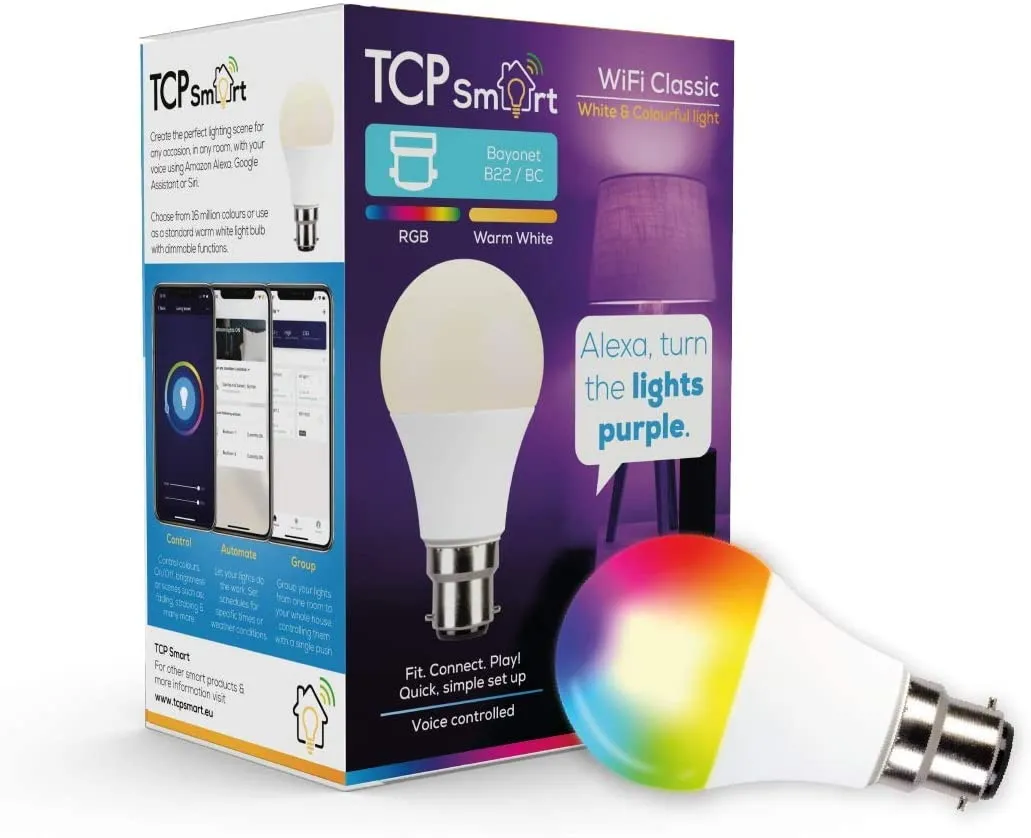 TCP Smart
Create the perfect lighting scene for
any occasion, in any room, with your
voice using Amazon Alexa, Google
Assistant or Siri.
Choose from 16 million colours or use
as a standard warm white light bulb
with dimmable functions.
Control
Control colours,
On/Off, brightness
or scenes such as
fading, strobing &
many more
Automate
Let your lights do
the work. Set
schedules for
specific times or
weather conditions
Group
Group your lights
from one room to
your whole house
controlling them
with a single push
TCP Smart
For other smart products &
more information visit
www.tcpsmart.eu
TCP Smart
WiFi Classic
White & Colourful light
Bayonet
B22 / BC
RGB
Warm White
Alexa, turn
the lights
purple.
Fit. Connect. Play!
Quick, simple set up
Voice controlled